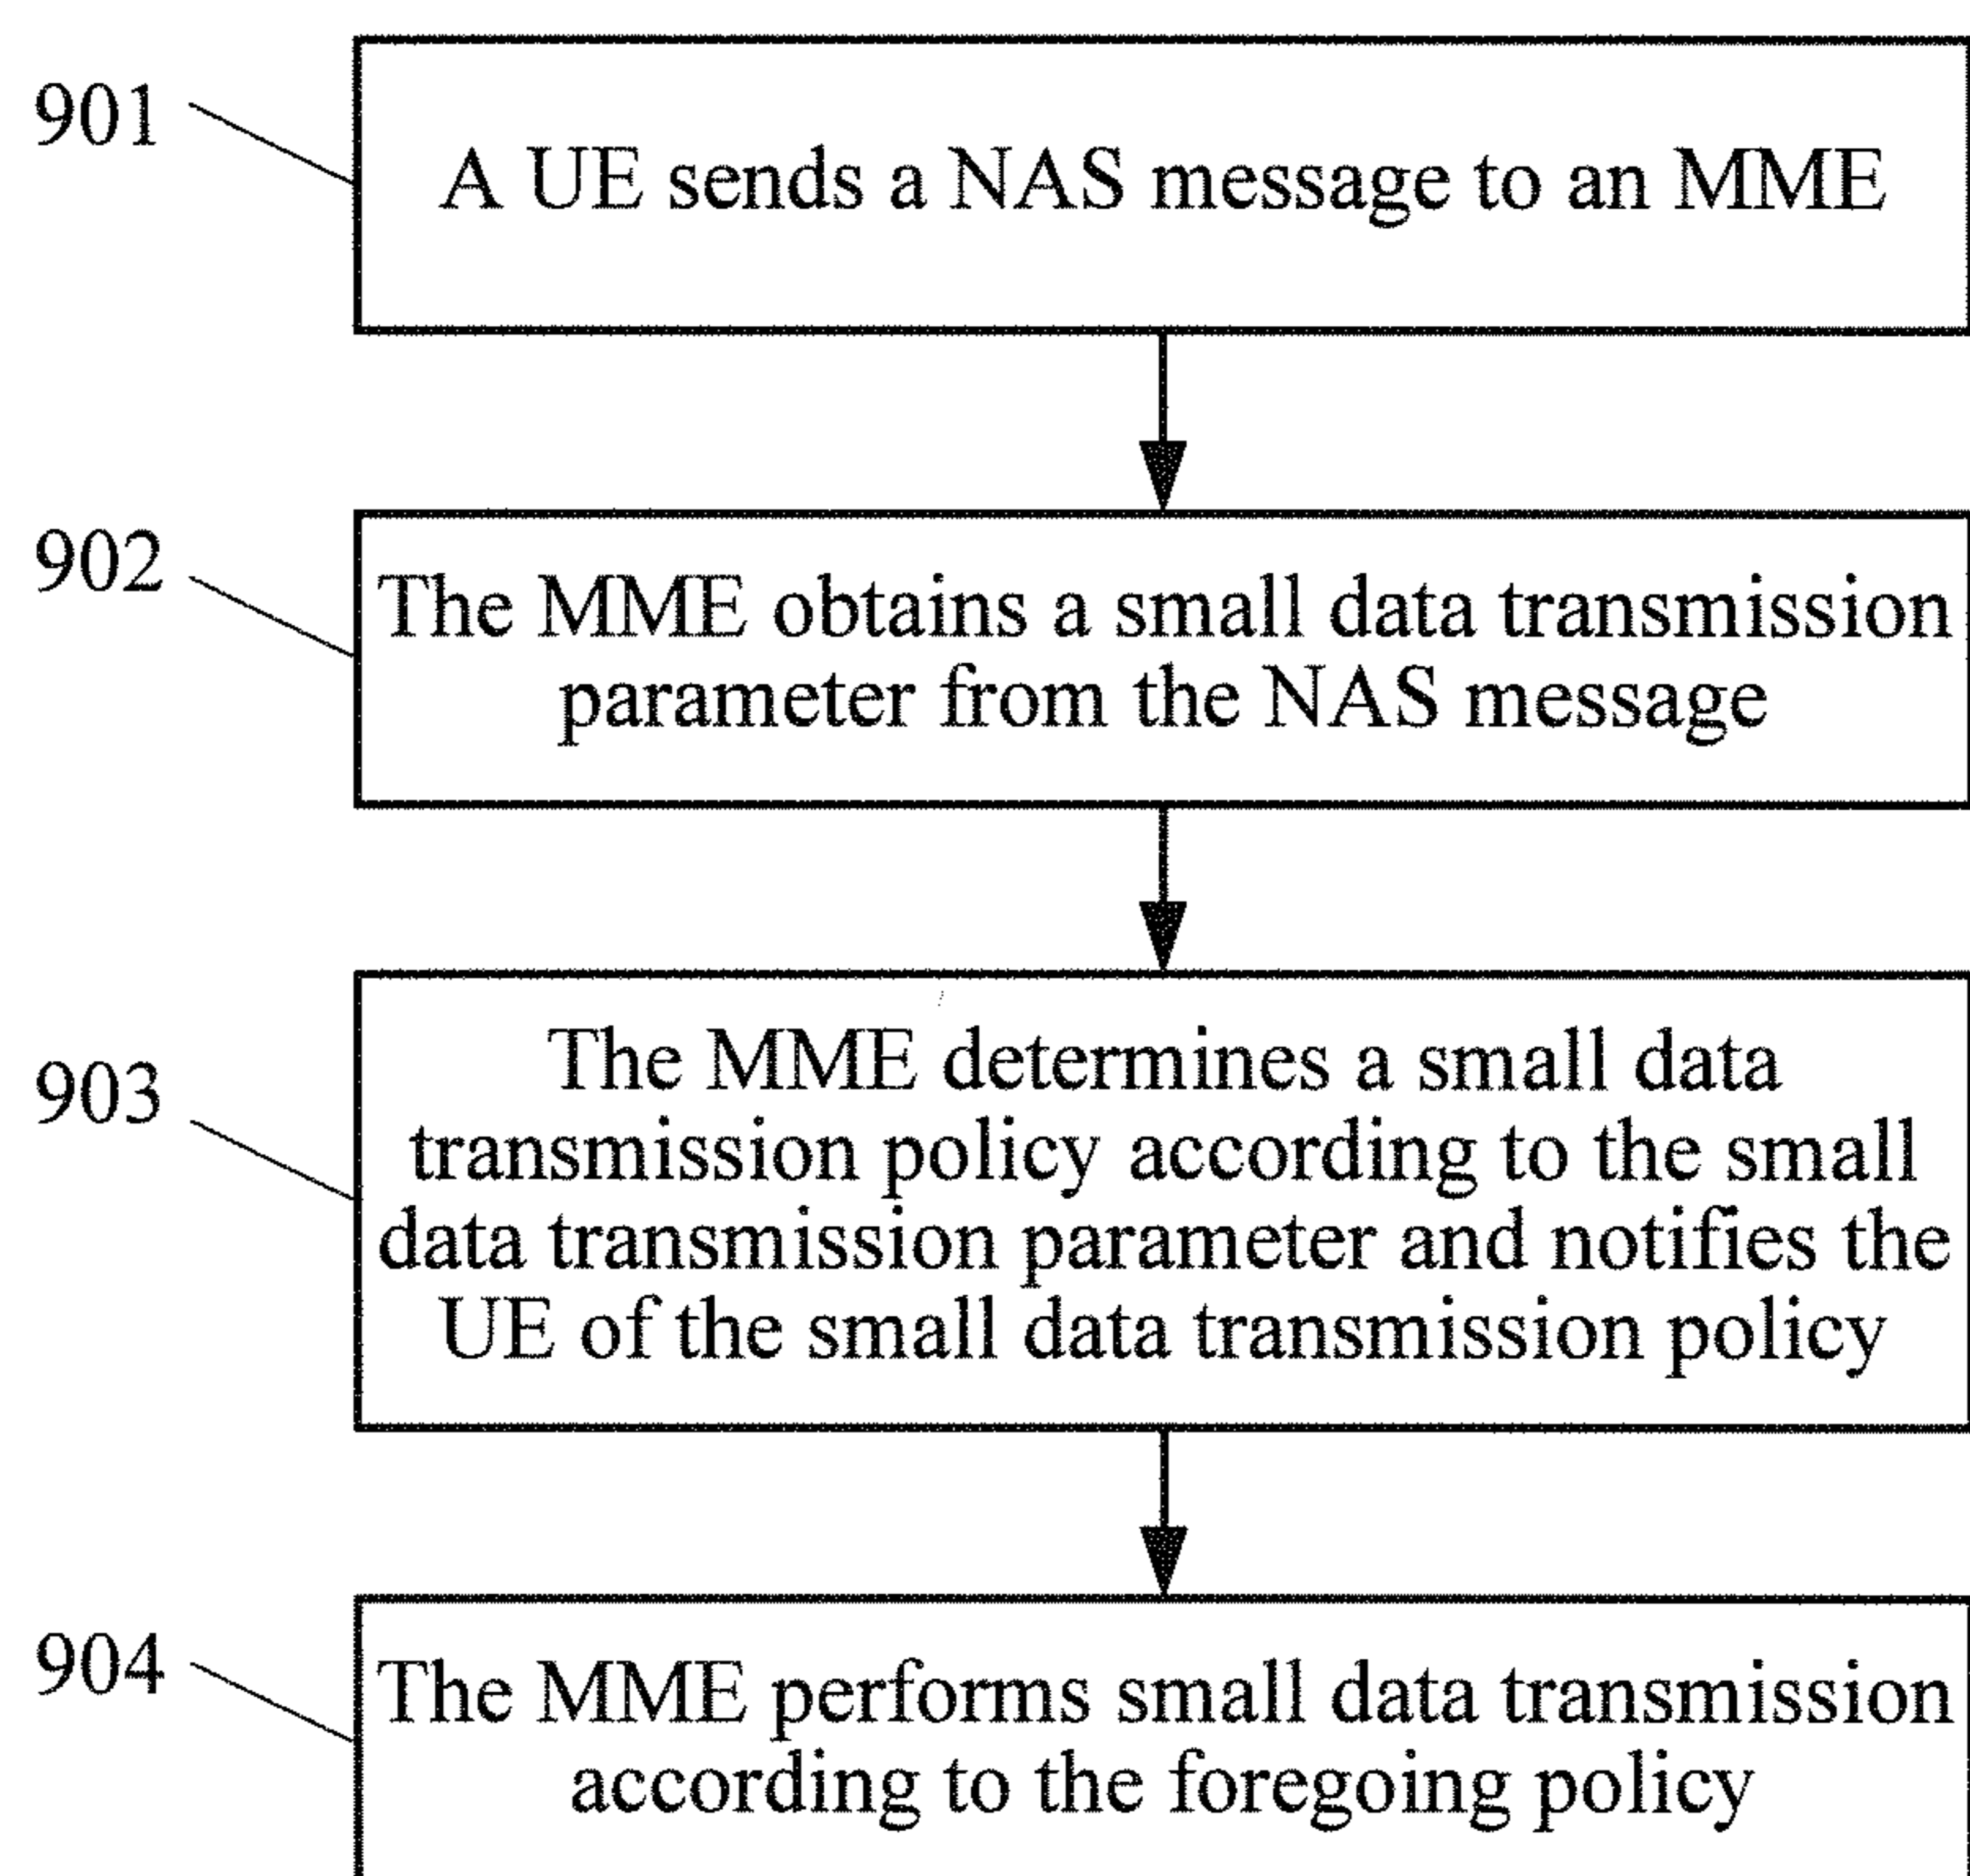 901
A UE sends a NAS message to an MME
902
The MME obtains a small data transmission
parameter from the NAS message
903
The MME determines a small data
transmission policy according to the small
data transmission parameter and notifies the
UE of the small data transmission policy
904
The MME performs small data transmission
according to the foregoing policy